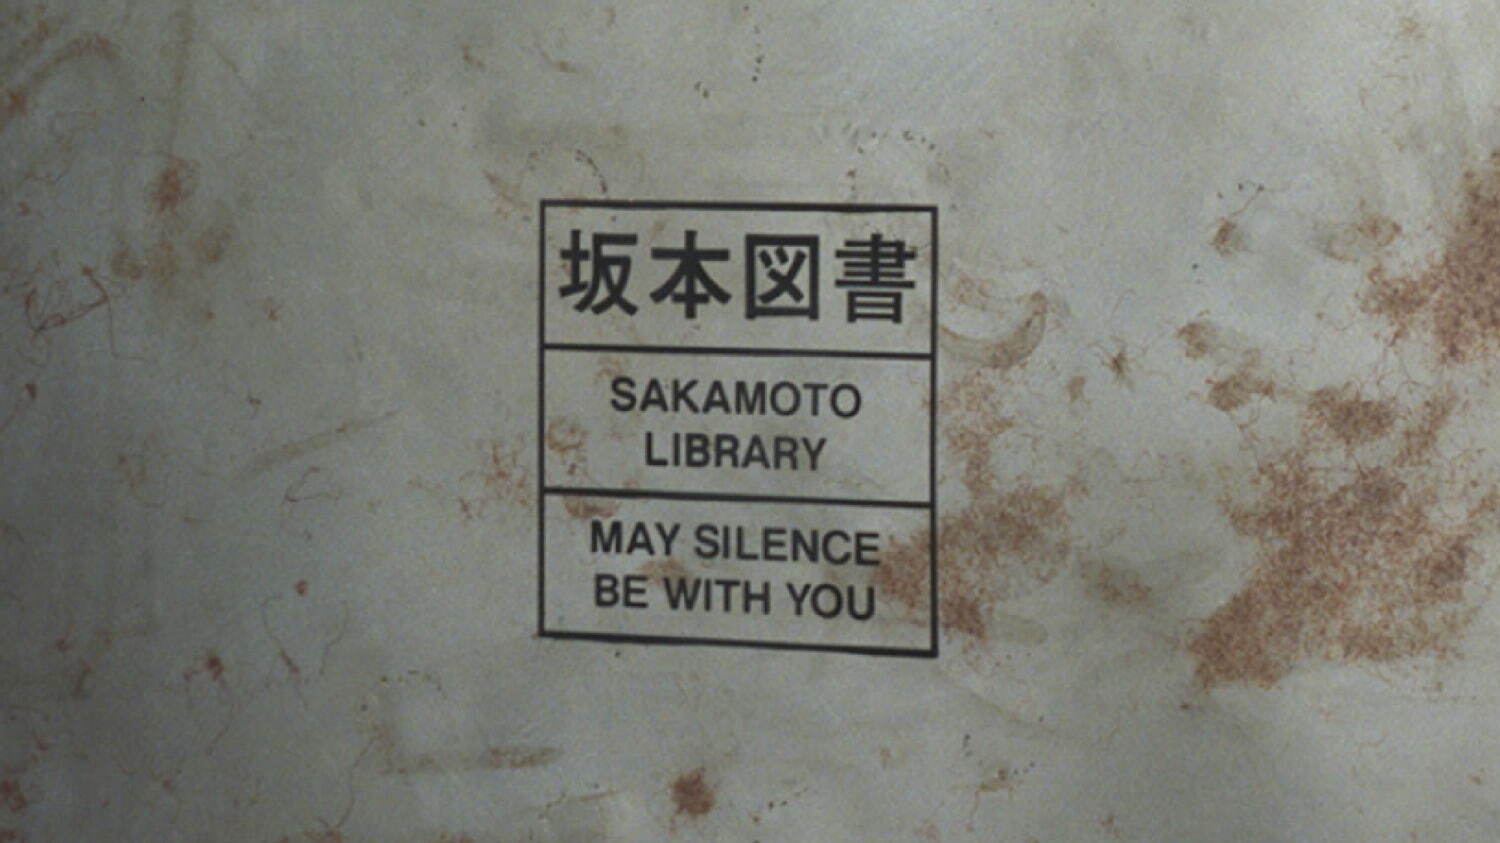 坂本図書
SAKAMOTO
LIBRARY
MAY SILENCE
BE WITH YOU